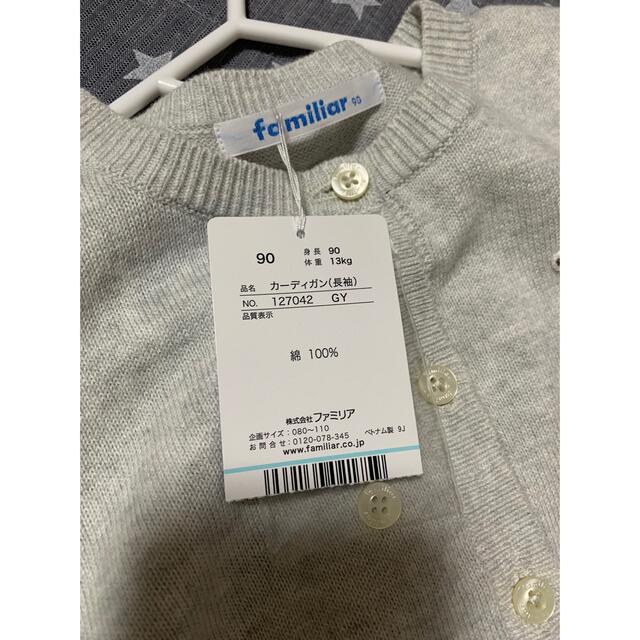 familiar 90
90
身長 90
体重 13kg
品名 カーディガン(長袖)
NO. 127042 GY
品質表示
綿 100%
株式会社ファミリア
企画サイズ:080〜110
お問合せ:0120-078-345 ベトナム製 9J
www.familiar.co.jp